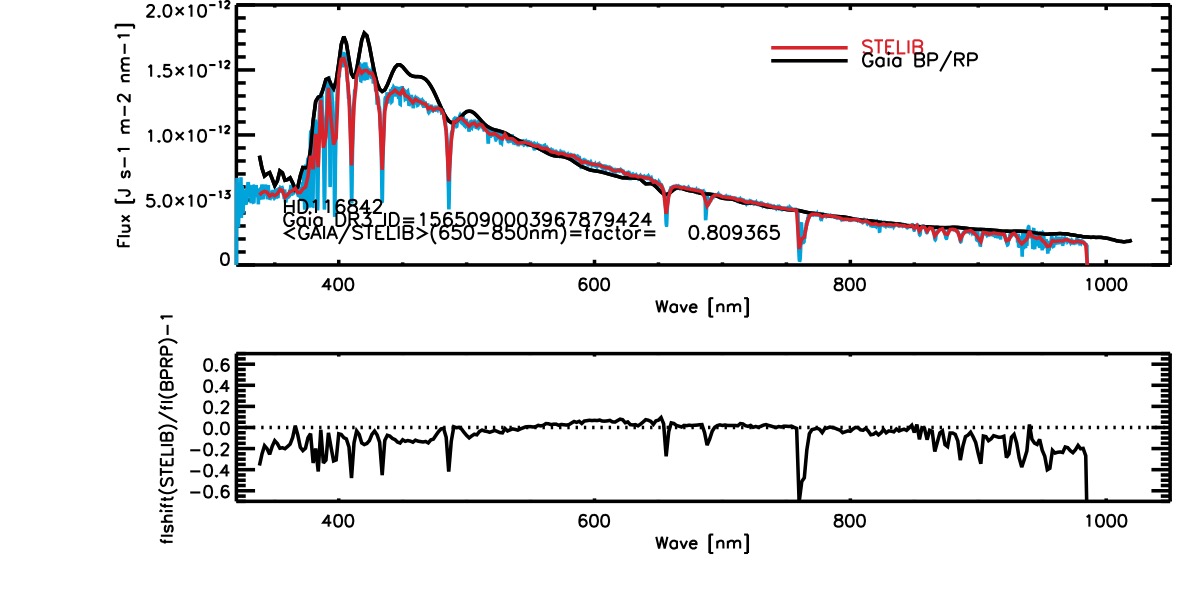 2.0×10⁻¹²
1.5×10⁻¹²
1.0×10⁻¹²
5.0×10⁻¹³
0
Flux [J s−1 m−2 nm−1]
STELIB
Gaia BP/RP
HD116842
Gaia DR3 ID=1565090003967879424
<GAIA/STELIB>(650−850nm)=factor= 0.809365
400 600 800 1000
Wave [nm]
flshift(STELIB)/fl(BPRP)−1
0.6
0.4
0.2
0.0
−0.2
−0.4
−0.6
400 600 800 1000
Wave [nm]